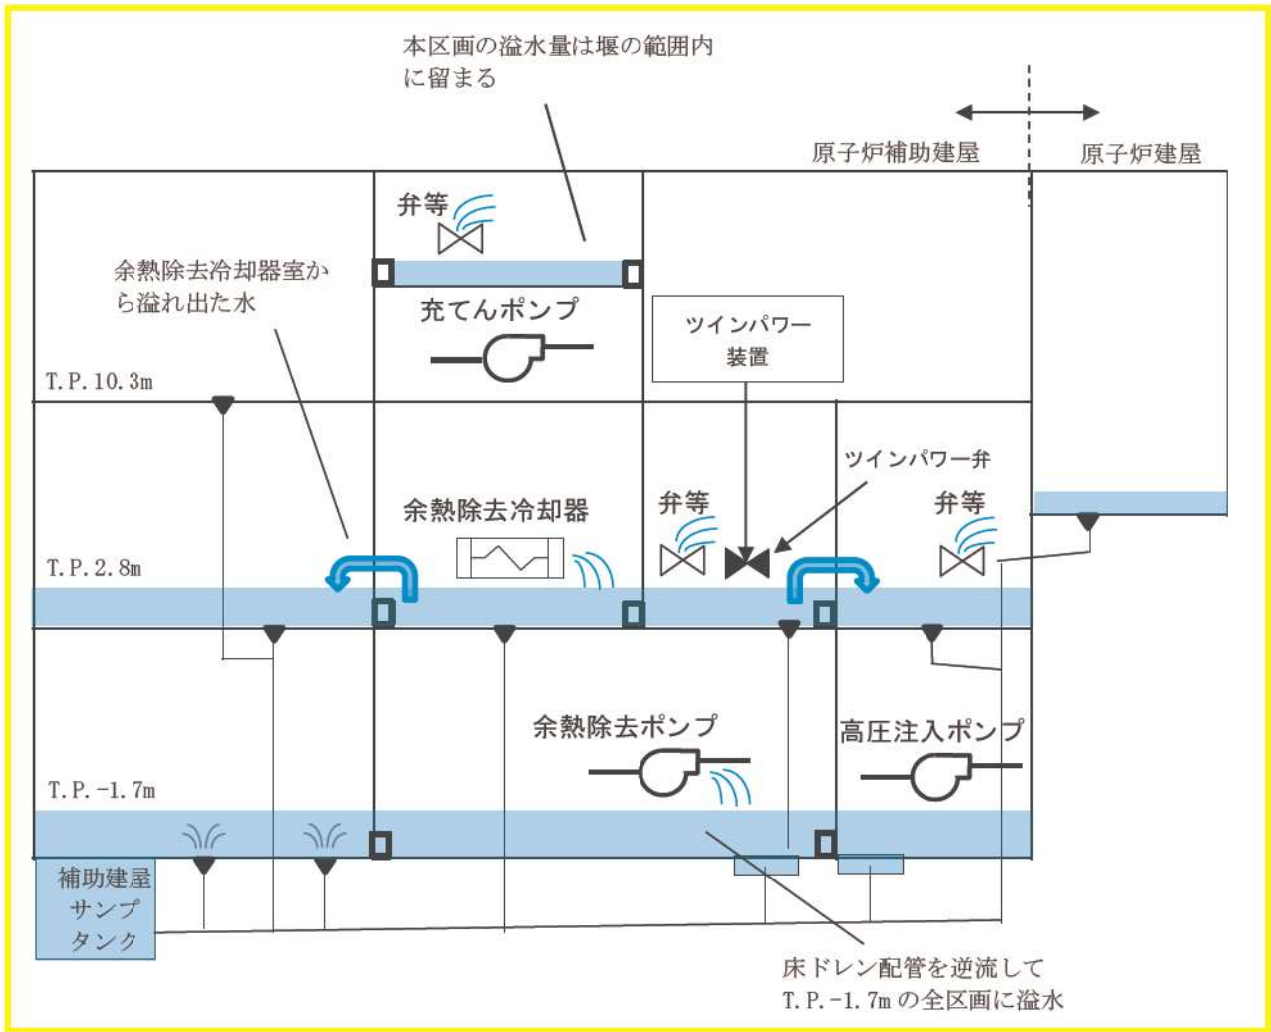 本区画の溢水量は堰の範囲内
に留まる
原子炉補助建屋
原子炉建屋
弁等
余熱除去冷却器室か
ら溢れ出た水
充てんポンプ
ツインパワー
装置
T.P.10.3m
ツインパワー弁
余熱除去冷却器
弁等
弁等
T.P.2.8m
余熱除去ポンプ
高圧注入ポンプ
T.P.-1.7m
補助建屋
サンプ
タンク
床ドレン配管を逆流して
T.P.-1.7mの全区画に溢水